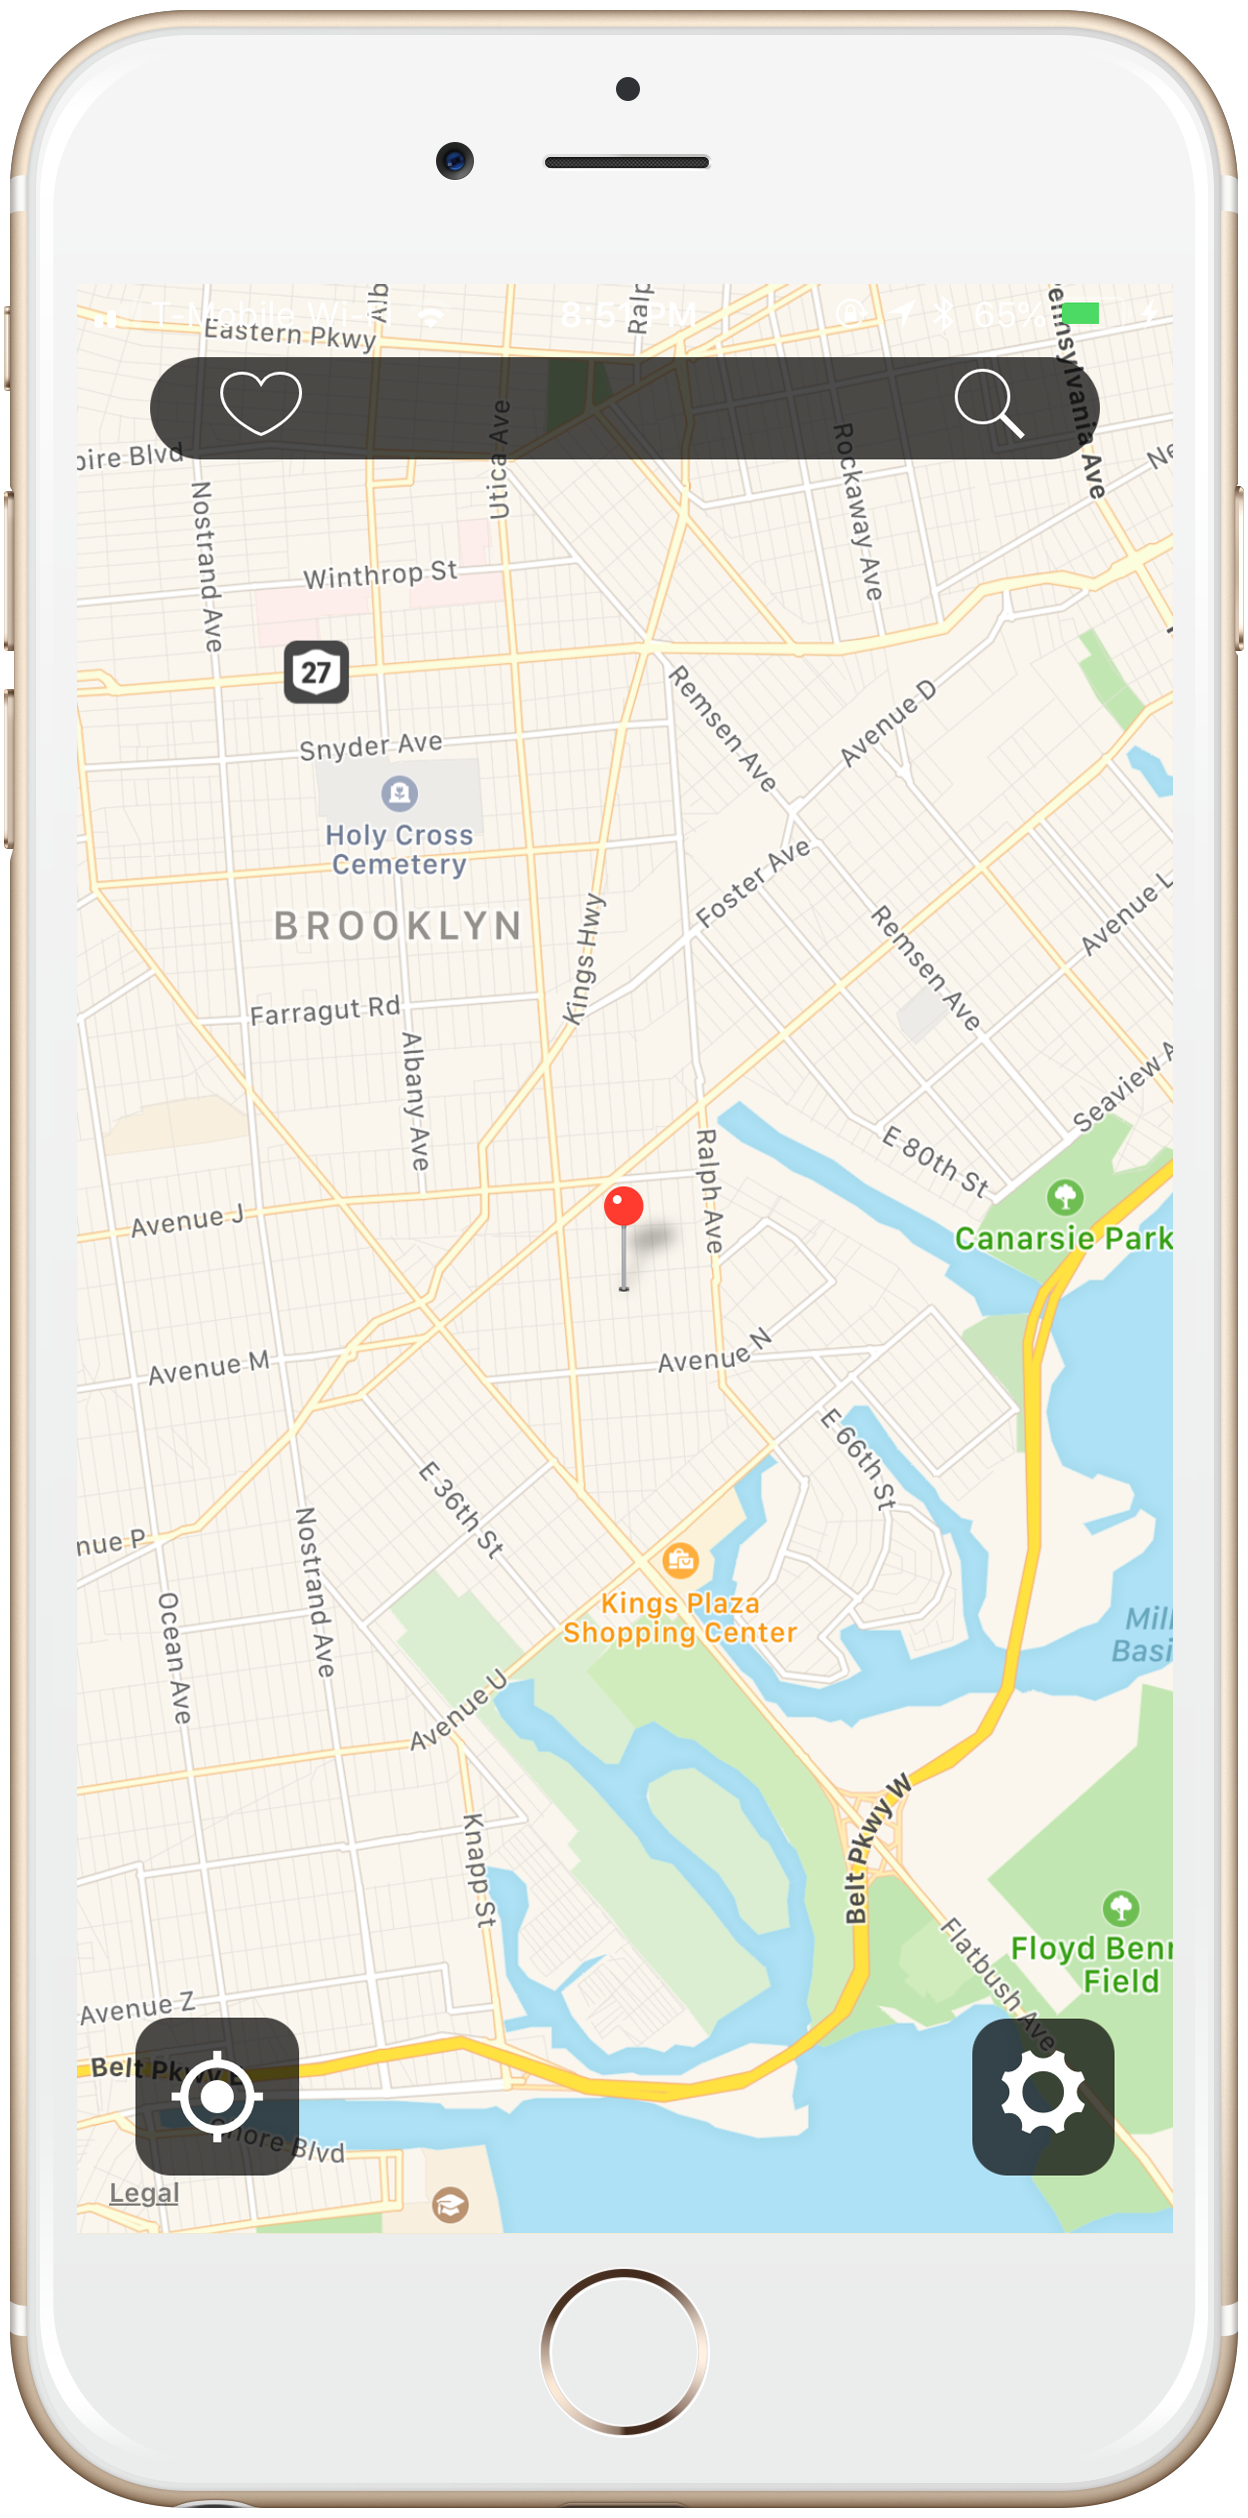 T-Mobile Wi-Fi
8:51 PM
65%
Alb
Ralp
ennsylvania Ave
Eastern Pkwy
pire Blvd
Utica Ave
Rockaway Ave
Ne
Nostrand Ave
Winthrop St
27
Remsen Ave
Avenue D
Snyder Ave
Holy Cross
Cemetery
Foster Ave
BROOKLYN
Kings Hwy
Remsen Ave
Avenue L
Farragut Rd
Albany Ave
Seaview A
E 80th St
Ralph Ave
Avenue J
Canarsie Park
Avenue M
Avenue N
E 66th St
E 36th St
nue P
Nostrand Ave
Ocean Ave
Kings Plaza
Shopping Center
Mill
Basi
Avenue U
Belt Pkwy W
Knapp St
Flatbush Ave
Floyd Benn
Field
Avenue Z
Belt Pkwy E
Shore Blvd
Legal